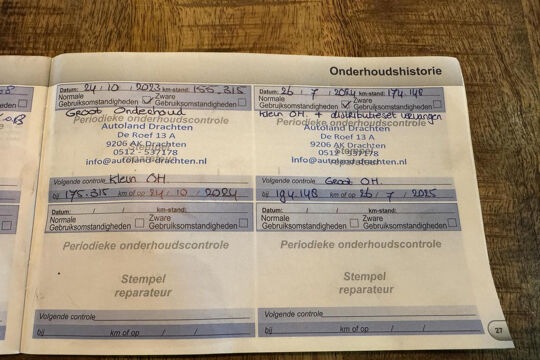 Onderhoudshistorie
Datum: 24 / 10 / 2023 km-stand: 155.315
Normale Gebruiksomstandigheden Zware Gebruiksomstandigheden
Groot Onderhoud
Periodieke onderhoudscontrole
Autoland Drachten
De Roef 13 A
9206 AK Drachten
0512 - 537178
Stempel
reparateur
info@autolanddrachten.nl
Volgende controle Klein OH.
bij 175.315 km of op 24 / 10 / 2024
Datum: 26 / 7 / 2024 km-stand: 174.148
Normale Gebruiksomstandigheden Zware Gebruiksomstandigheden
Klein OH. + distributieset vervangen
Periodieke onderhoudscontrole
Autoland Drachten
De Roef 13 A
9206 AK Drachten
0512 - 537178
Stempel
reparateur
info@autolanddrachten.nl
Volgende controle Groot OH.
bij 194.148 km of op 26 / 7 / 2025
Datum: / / km-stand:
Normale Gebruiksomstandigheden Zware Gebruiksomstandigheden
Periodieke onderhoudscontrole
Stempel
reparateur
Volgende controle
bij km of op / /
Datum: / / km-stand:
Normale Gebruiksomstandigheden Zware Gebruiksomstandigheden
Periodieke onderhoudscontrole
Stempel
reparateur
Volgende controle
bij km of op / /
27